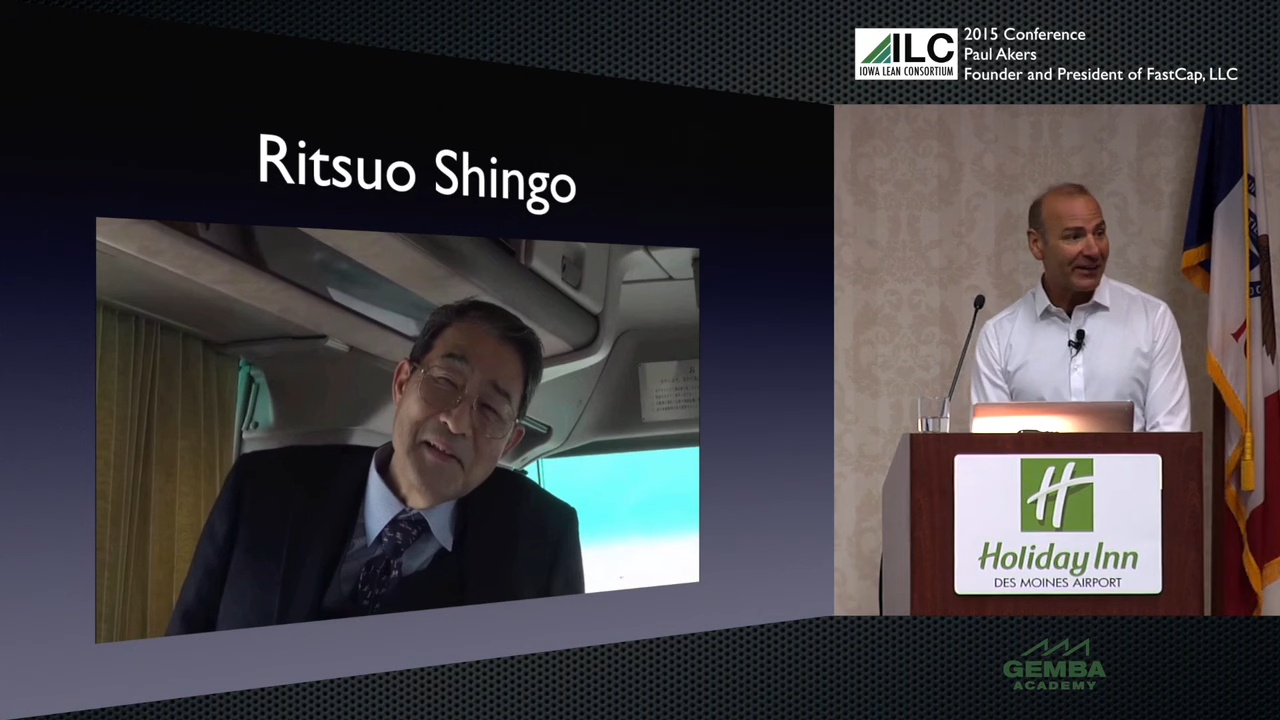 ILC
IOWA LEAN CONSORTIUM
2015 Conference
Paul Akers
Founder and President of FastCap, LLC
Ritsuo Shingo
H
Holiday Inn
DES MOINES AIRPORT
GEMBA
ACADEMY